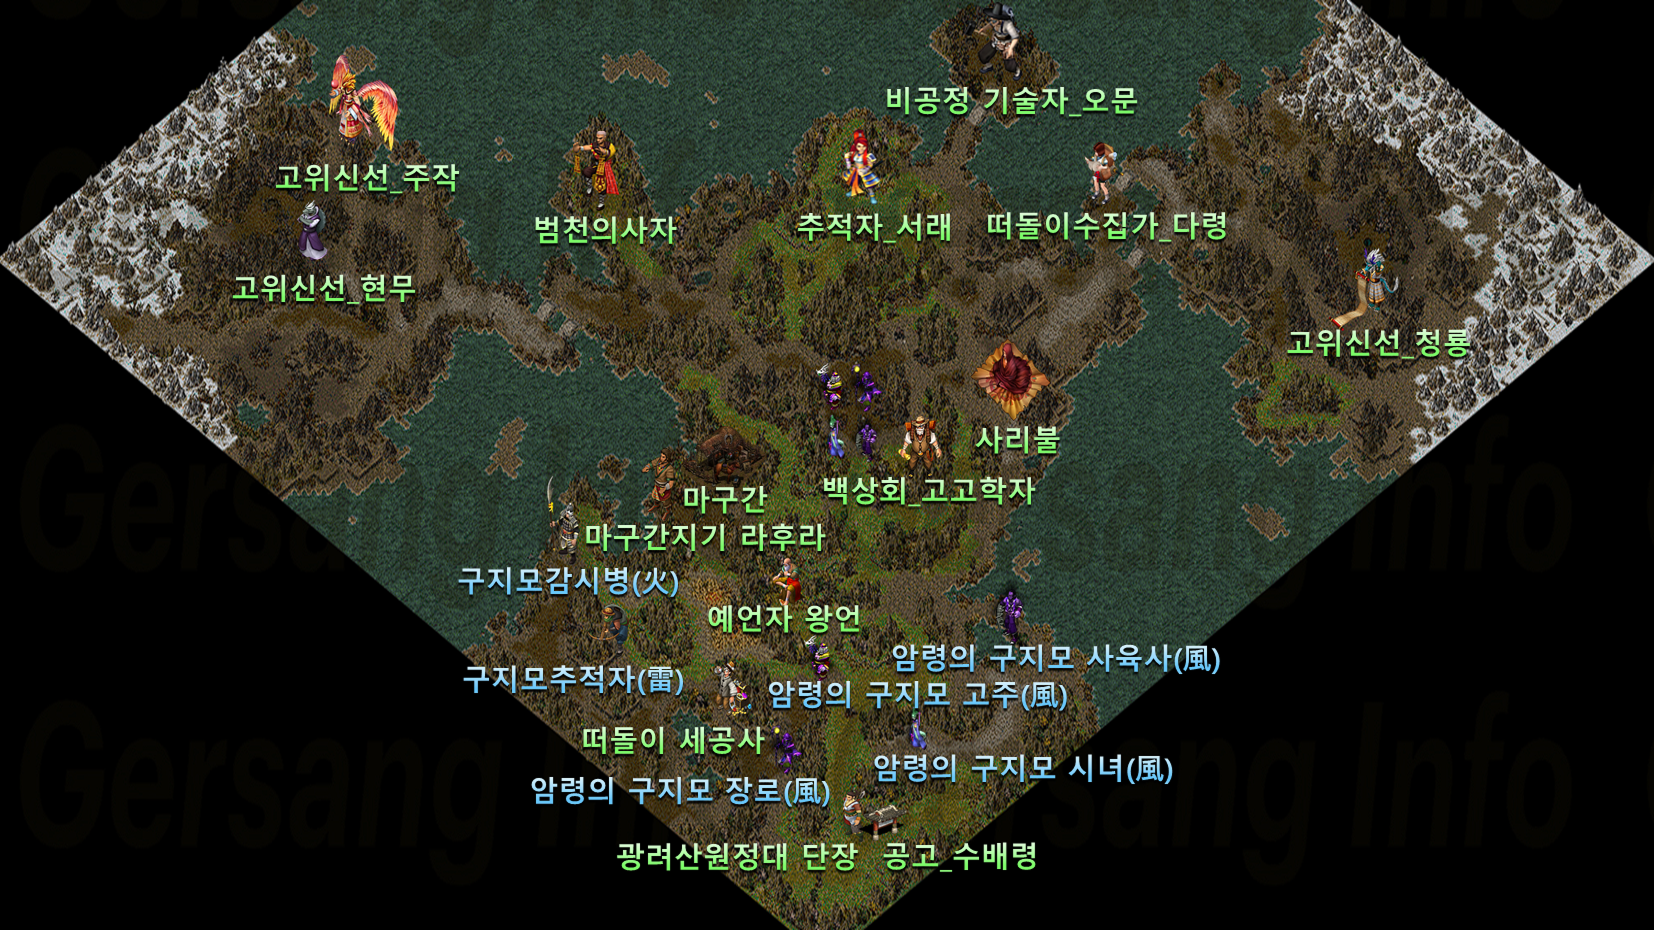 비공정 기술자_오문
고위신선_주작
범천의사자
추적자_서래
떠돌이수집가_다령
고위신선_현무
고위신선_청룡
사리불
마구간
백상회_고고학자
마구간지기 라후라
구지모감시병(火)
예언자 왕언
암령의 구지모 사육사(風)
구지모추적자(雷)
암령의 구지모 고주(風)
떠돌이 세공사
암령의 구지모 시녀(風)
암령의 구지모 장로(風)
광려산원정대 단장 공고_수배령
Gersang Info
Gersang Info
Gersang Info
Gersang Info